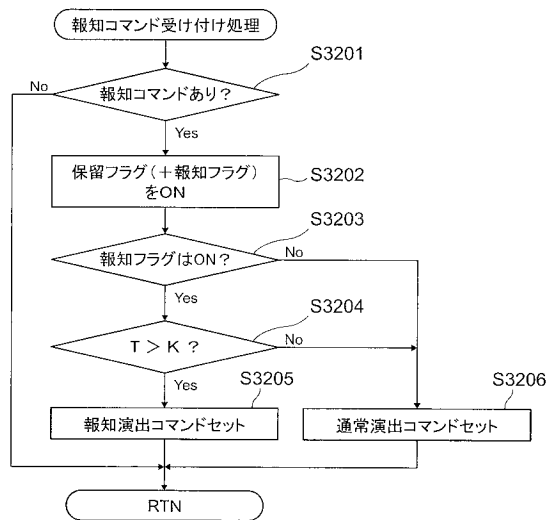 報知コマンド受け付け処理
S3201
No
報知コマンドあり？
Yes
保留フラグ(＋報知フラグ)
をON
S3202
S3203
報知フラグはON？
No
Yes
S3204
T ＞ K ？
No
Yes
S3205
S3206
報知演出コマンドセット
通常演出コマンドセット
RTN